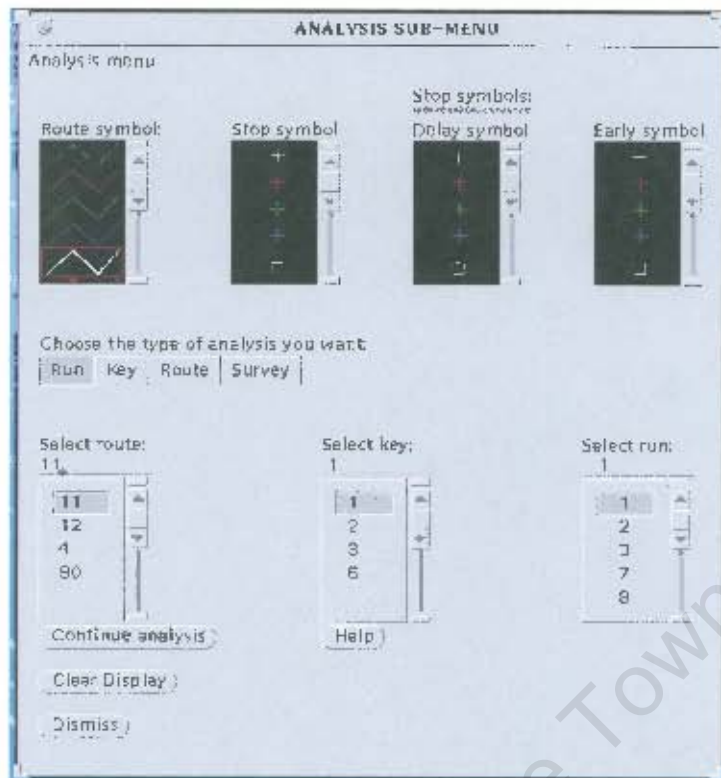 ANALYSIS SUB-MENU
Analysis menu
Stop symbols:
Route symbol: Stop symbol Delay symbol Early symbol
Choose the type of analysis you want
Run Key Route Survey
Select route: Select key: Select run:
11 1 1
11 1 1
12 2 2
4 3 3
90 6 7
8
Continue analysis Help
Clear Display
Dismiss
e Town